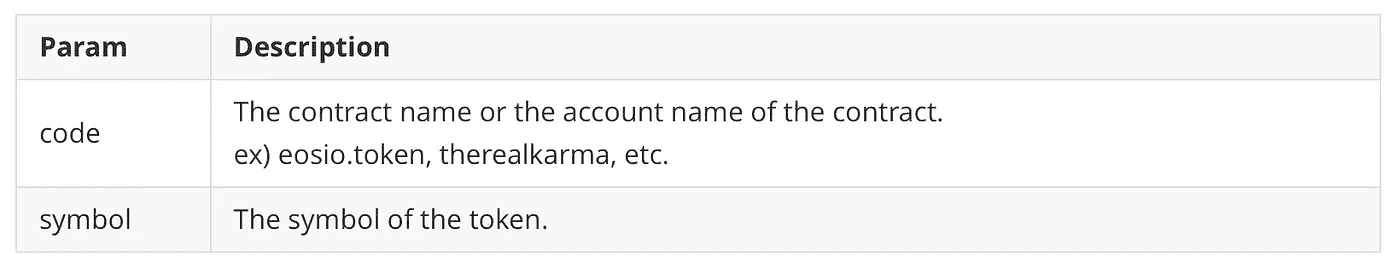 Param Description
code
The contract name or the account name of the contract.
ex) eosio.token, therealkarma, etc.
symbol The symbol of the token.